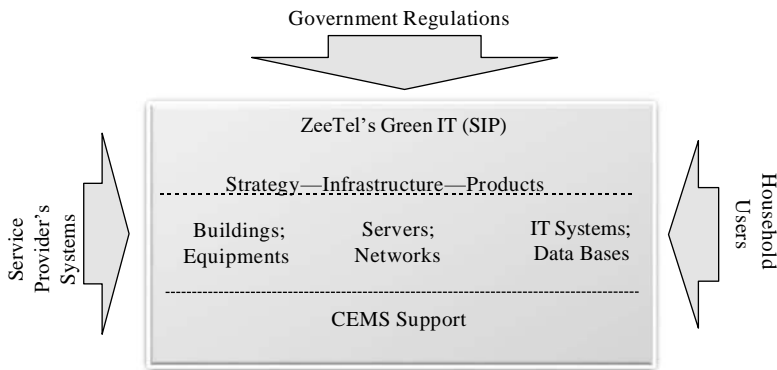 Government Regulations
ZeeTel's Green IT (SIP)
Strategy—Infrastructure—Products
Buildings;
Equipments
Servers;
Networks
IT Systems;
Data Bases
CEMS Support
Service
Provider's
Systems
Household
Users